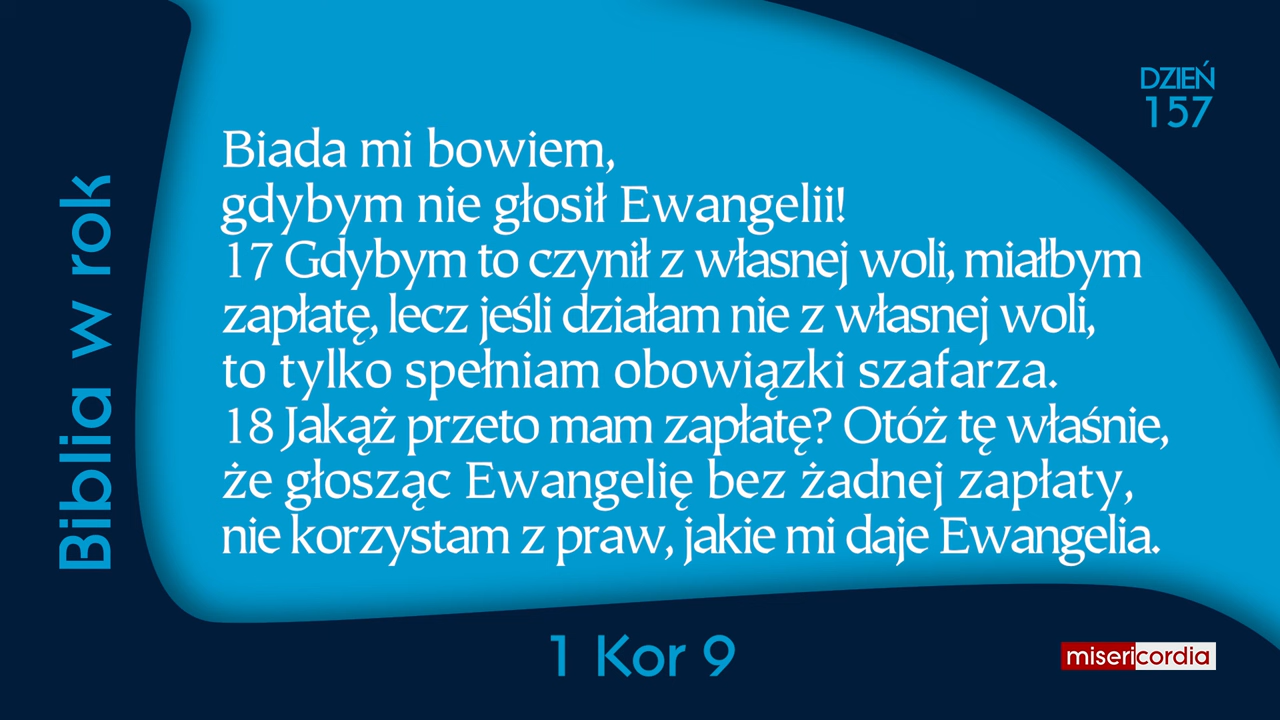 DZIEŃ
157
Biblia w rok
Biada mi bowiem,
gdybym nie głosił Ewangelii!
17 Gdybym to czynił z własnej woli, miałbym
zapłatę, lecz jeśli działam nie z własnej woli,
to tylko spełniam obowiązki szafarza.
18 Jakąż przeto mam zapłatę? Otóż tę właśnie,
że głosząc Ewangelię bez żadnej zapłaty,
nie korzystam z praw, jakie mi daje Ewangelia.
1 Kor 9
misericordia